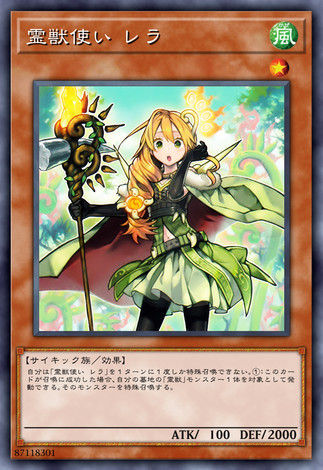 霊獣使い レラ
風
【サイキック族／効果】
自分は「霊獣使い レラ」を1ターンに1度しか特殊召喚できない。①：このカー
ドが召喚に成功した場合、自分の墓地の「霊獣」モンスター1体を対象として発
動できる。そのモンスターを特殊召喚する。
ATK/ 100 DEF/2000
87118301